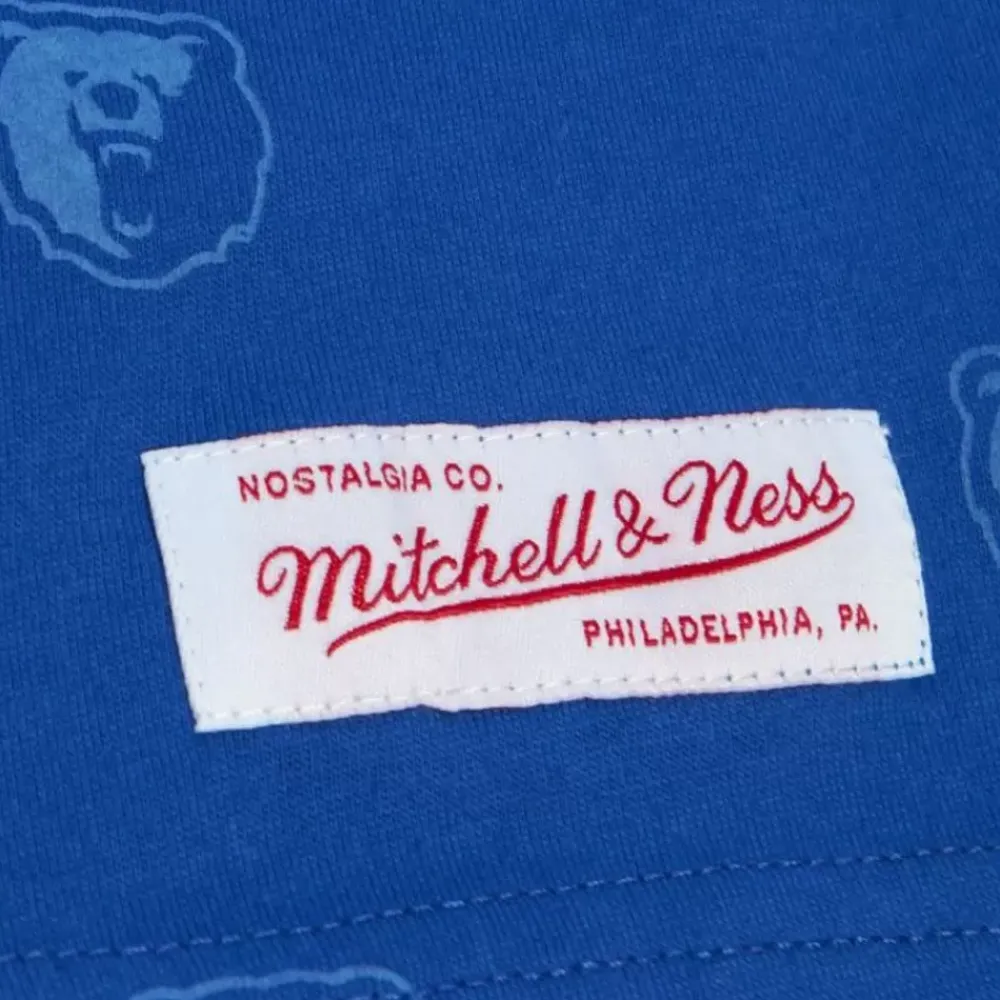 NOSTALGIA CO.
Mitchell & Ness
PHILADELPHIA, PA.